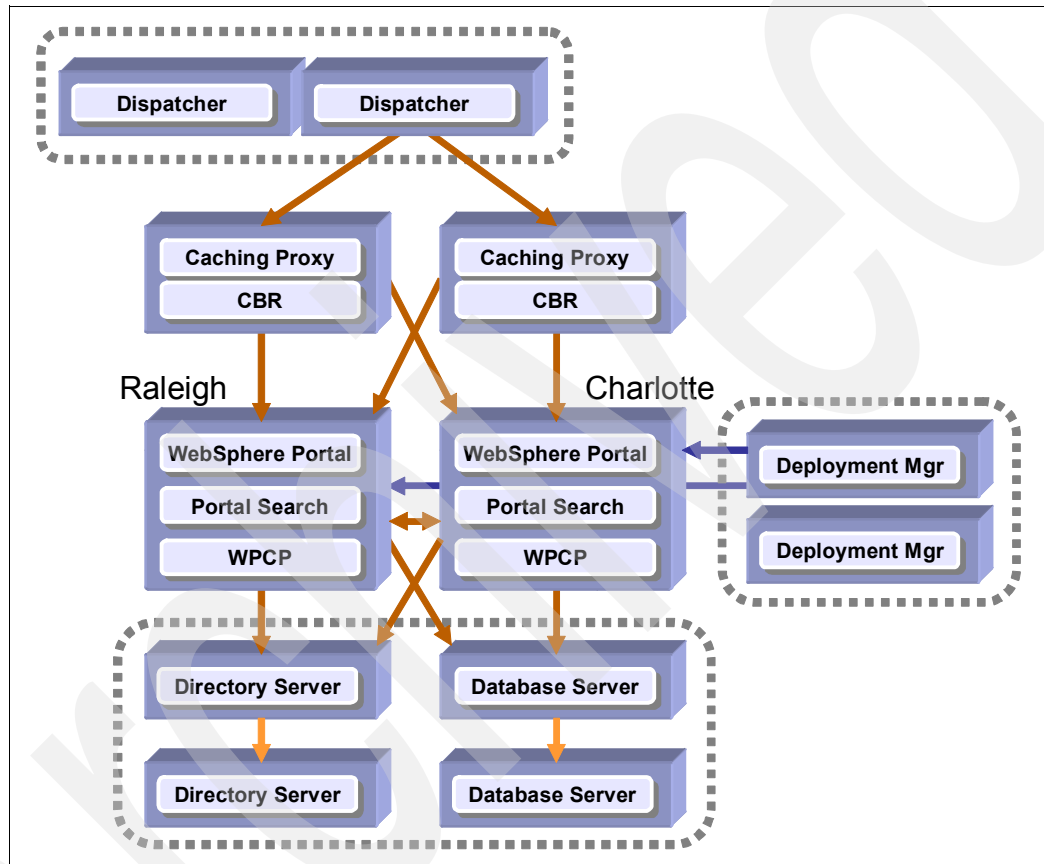 Dispatcher
Dispatcher
Caching Proxy
CBR
Caching Proxy
CBR
Raleigh
Charlotte
WebSphere Portal
Portal Search
WPCP
WebSphere Portal
Portal Search
WPCP
Deployment Mgr
Deployment Mgr
Directory Server
Database Server
Directory Server
Database Server